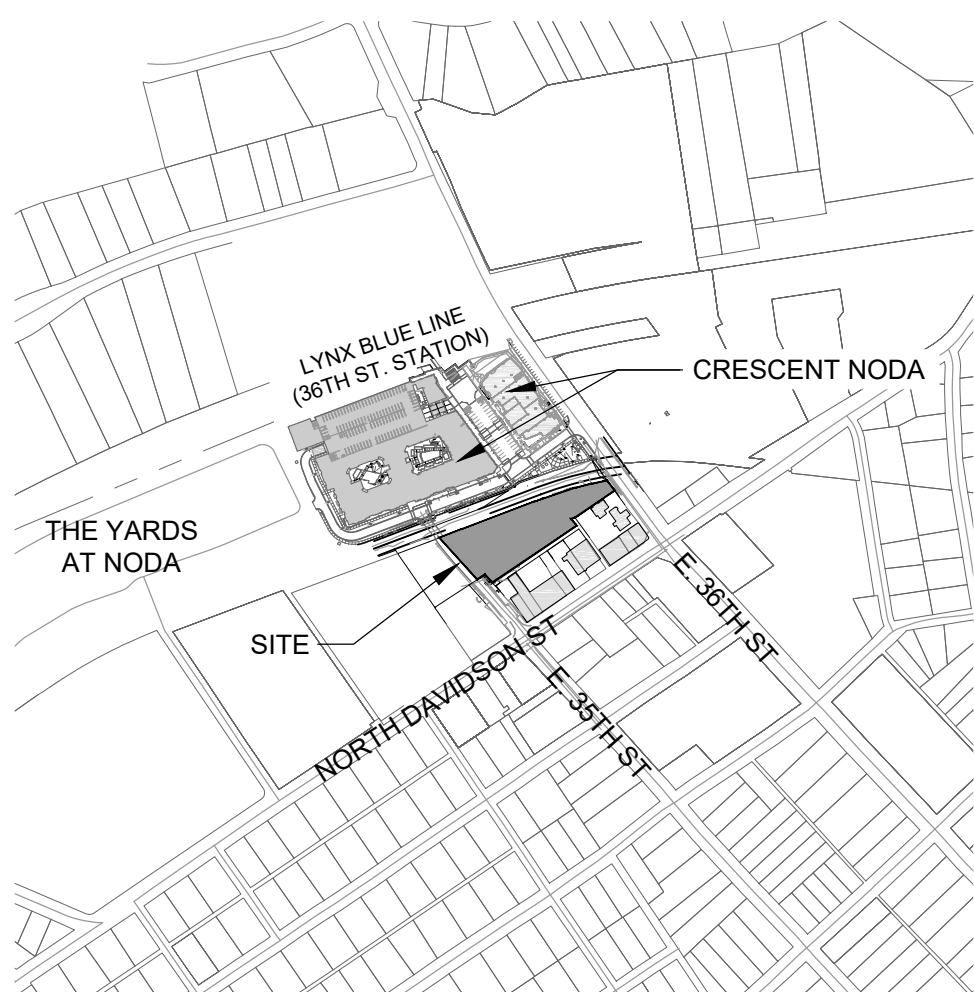 LYNX BLUE LINE
(36TH ST. STATION)
CRESCENT NODA
THE YARDS
AT NODA
SITE
E. 36TH ST
NORTH DAVIDSON ST
E. 35TH ST